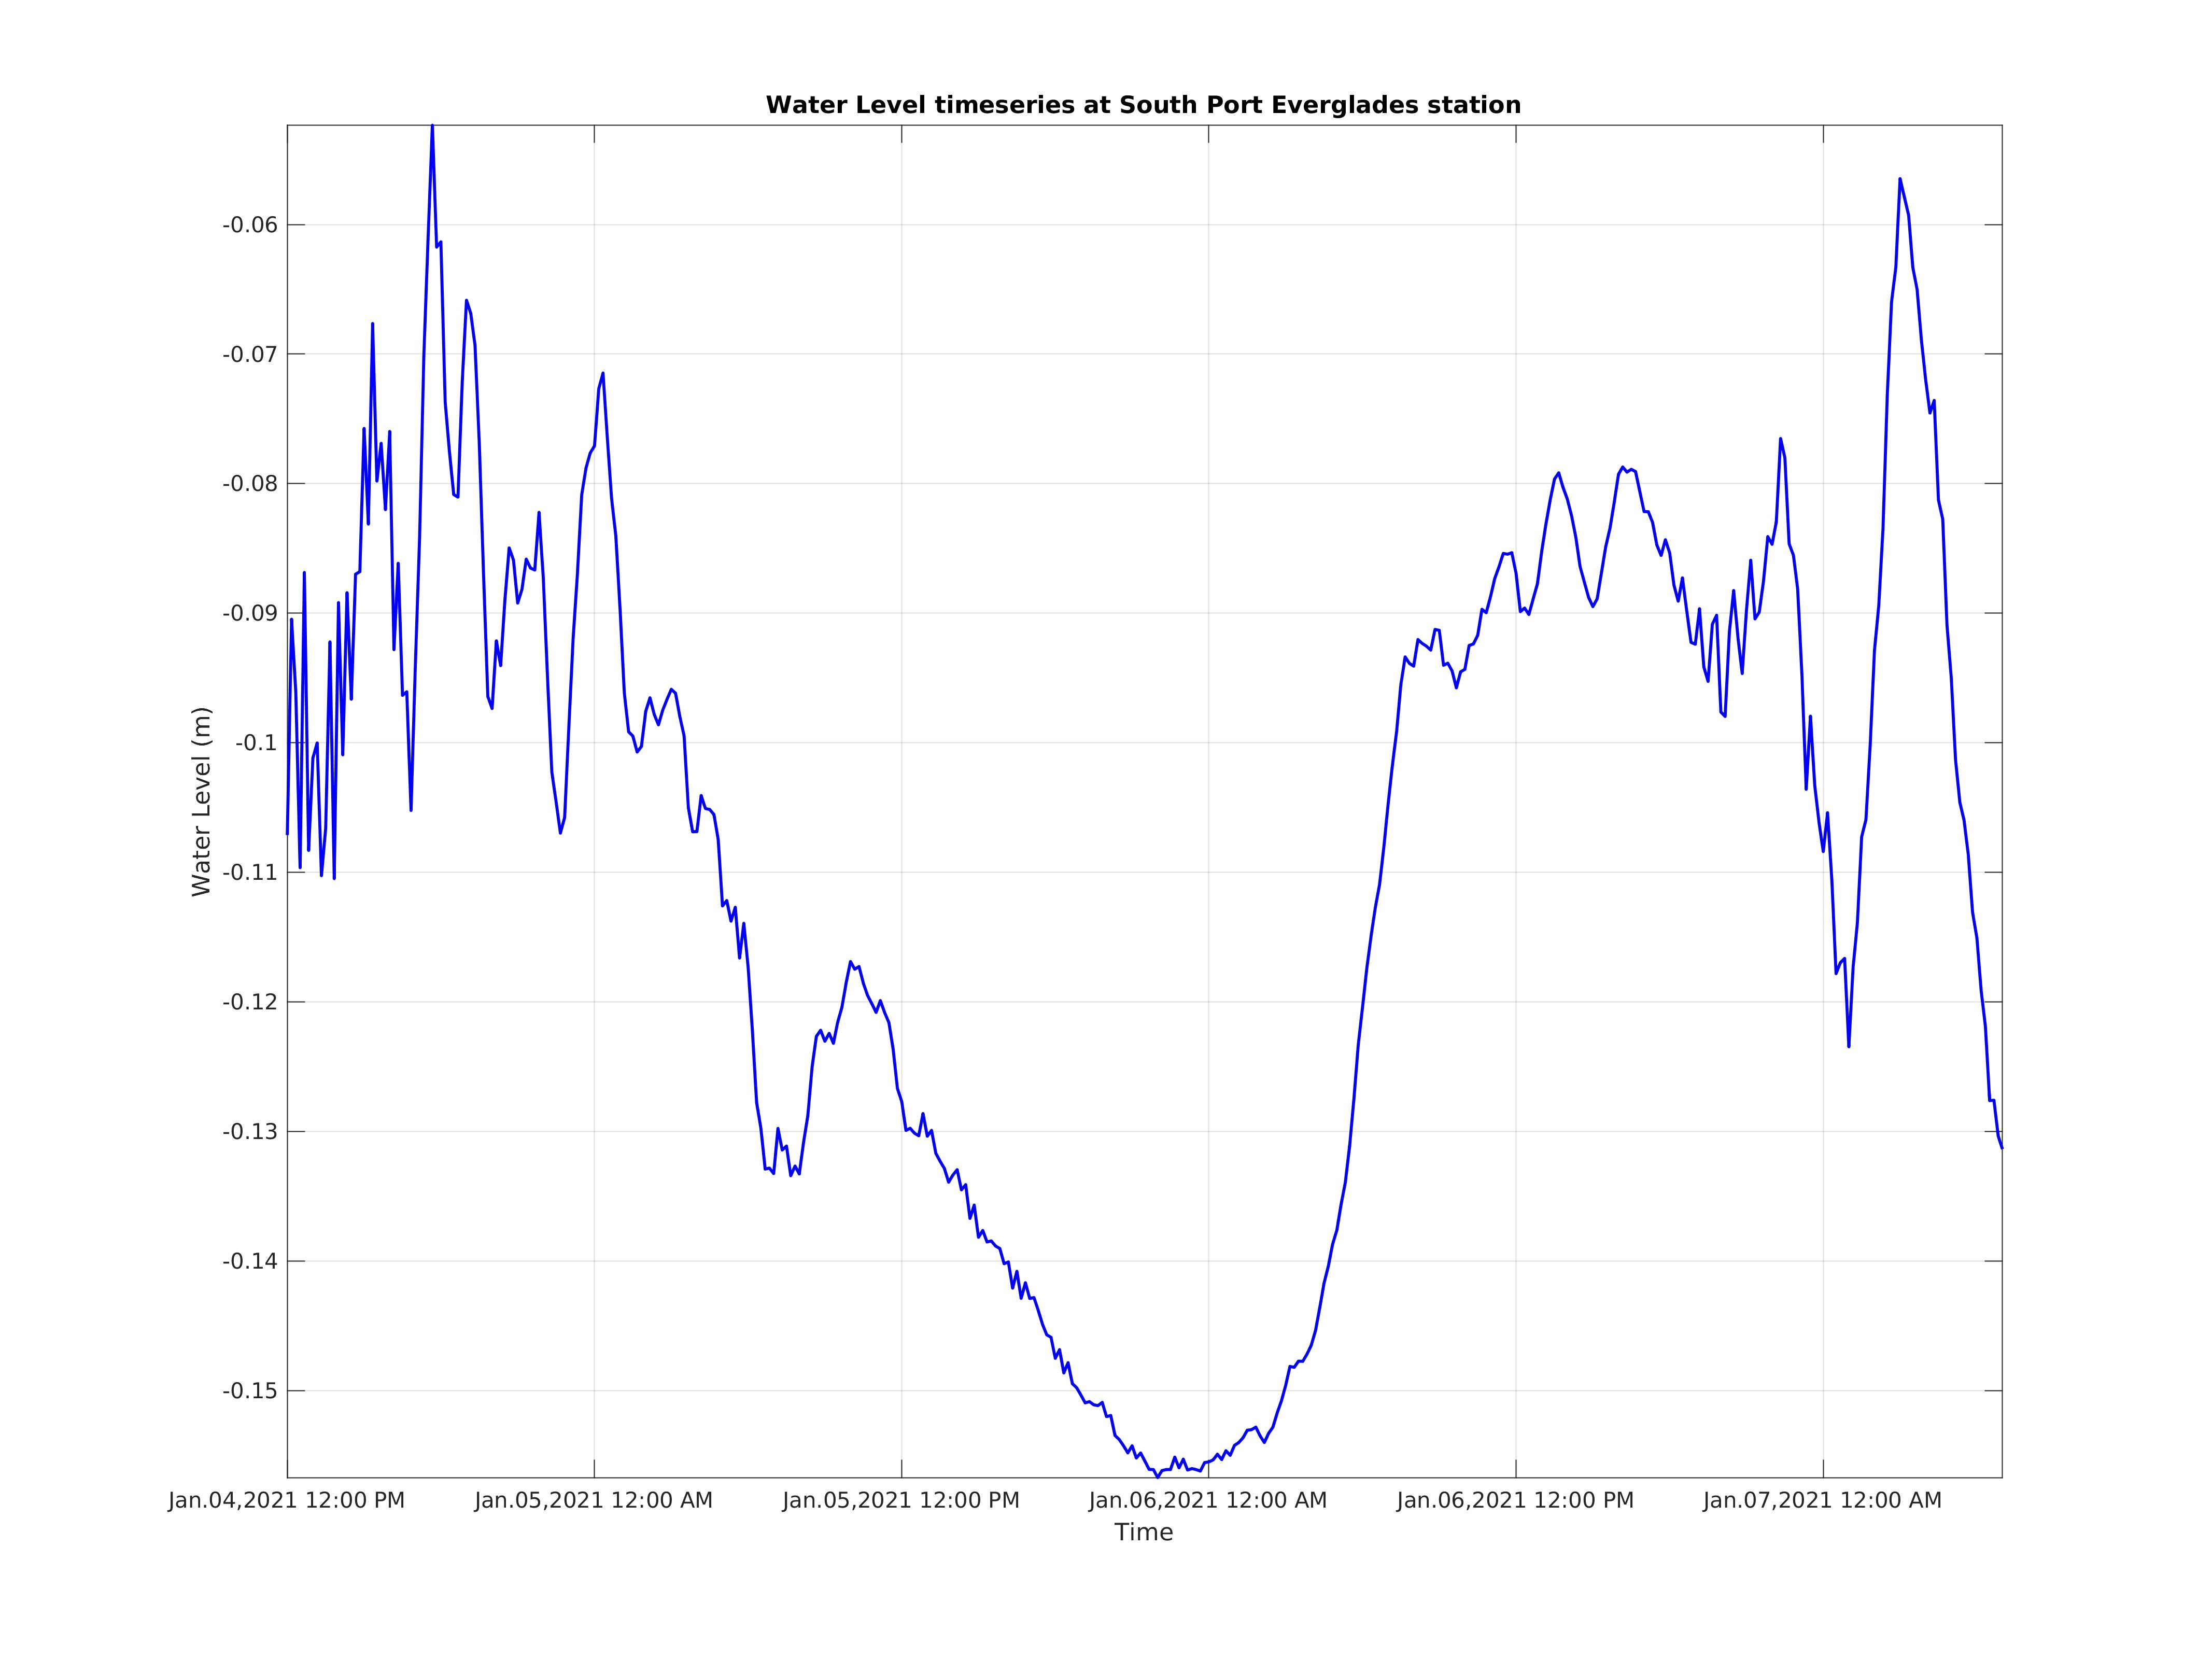 Water Level timeseries at South Port Everglades station
-0.06
-0.07
-0.08
-0.09
-0.1
-0.11
-0.12
-0.13
-0.14
-0.15
Water Level (m)
Jan.04,2021 12:00 PM
Jan.05,2021 12:00 AM
Jan.05,2021 12:00 PM
Jan.06,2021 12:00 AM
Jan.06,2021 12:00 PM
Jan.07,2021 12:00 AM
Time